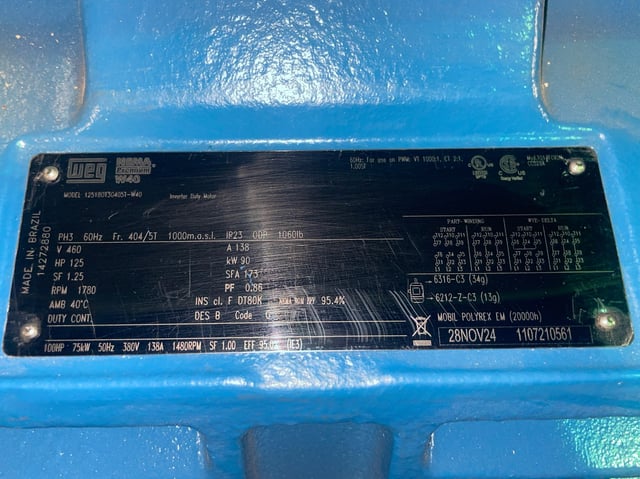 WEG
NEMA
Premium
W40
Inverter Duty Motor
60Hz: For use on PWM: VT 1000:1, CT 2:1,
1.00SF
MADE IN BRAZIL
14272880
PH3 60Hz Fr. 404/5T 1000m.a.s.l. IP23 ODP 1060lb
V 460
HP 125
SF 1.25
RPM 1780
AMB 40°C
DUTY CONT.
A 138
kW 90
SFA 173
PF 0.86
INS cl. F DT80K NEMA NOM EFF 95.4%
DES B Code G
100HP 75kW 50Hz 380V 138A 1480RPM SF 1.00 EFF 95.0% (IE3)
PART-WINDING WYE-DELTA
START RUN START RUN
6316-C3 (34g)
6212-Z-C3 (13g)
MOBIL POLYREX EM (20000h)
28NOV24 1107210561